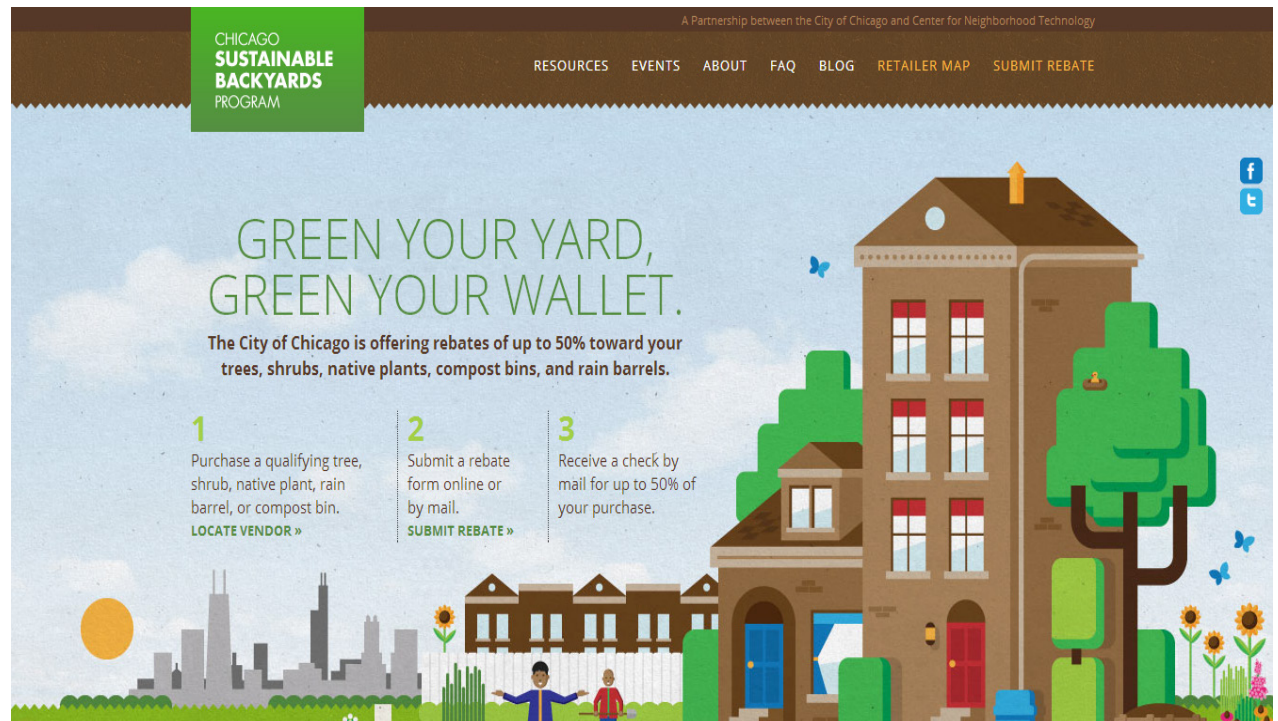 A Partnership between the City of Chicago and Center for Neighborhood Technology
CHICAGO
SUSTAINABLE
BACKYARDS
PROGRAM
RESOURCES EVENTS ABOUT FAQ BLOG RETAILER MAP SUBMIT REBATE
f
t
GREEN YOUR YARD,
GREEN YOUR WALLET.
The City of Chicago is offering rebates of up to 50% toward your
trees, shrubs, native plants, compost bins, and rain barrels.
1
Purchase a qualifying tree,
shrub, native plant, rain
barrel, or compost bin.
LOCATE VENDOR »
2
Submit a rebate
form online or
by mail.
SUBMIT REBATE »
3
Receive a check by
mail for up to 50% of
your purchase.